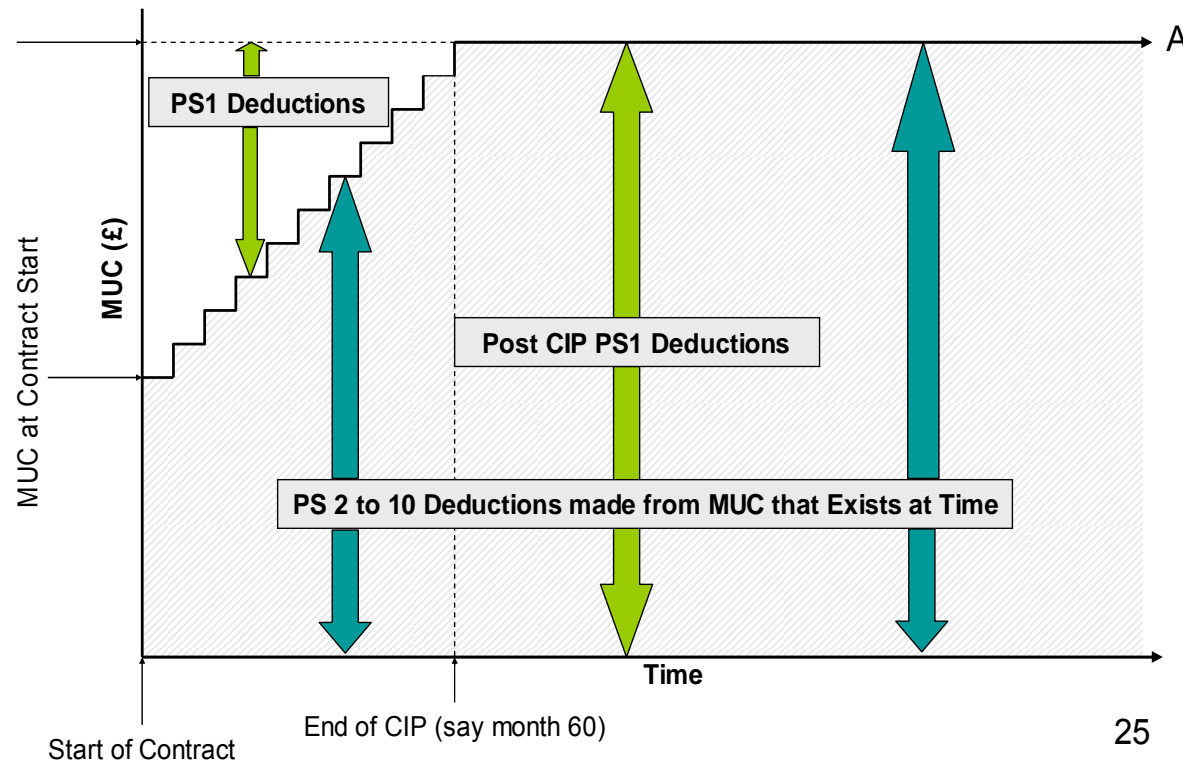 A
PS1 Deductions
MUC (£)
MUC at Contract Start
Post CIP PS1 Deductions
PS 2 to 10 Deductions made from MUC that Exists at Time
Time
End of CIP (say month 60)
Start of Contract
25